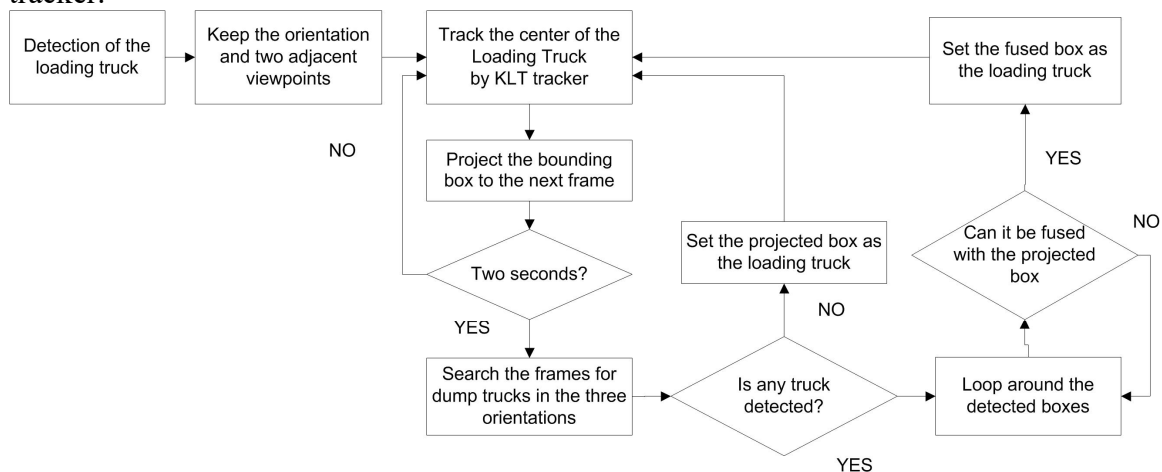 tracker.
Detection of the
loading truck
Keep the orientation
and two adjacent
viewpoints
Track the center of the
Loading Truck
by KLT tracker
Set the fused box as
the loading truck
NO
Project the bounding
box to the next frame
YES
Set the projected box as
the loading truck
Can it be fused
with the projected
box
NO
Two seconds?
YES
NO
Search the frames for
dump trucks in the three
orientations
Is any truck
detected?
Loop around the
detected boxes
YES